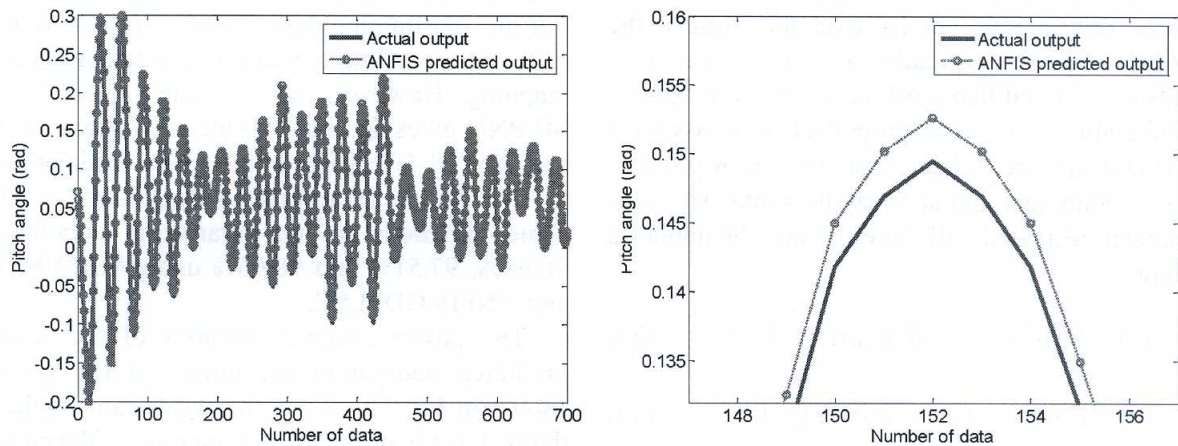 0.3
0.25
0.2
0.15
0.1
0.05
0
-0.05
-0.1
-0.15
-0.2
Pitch angle (rad)
Actual output
ANFIS predicted output
0 100 200 300 400 500 600 700
Number of data
0.16
0.155
0.15
0.145
0.14
0.135
Pitch angle (rad)
Actual output
ANFIS predicted output
148 150 152 154 156
Number of data